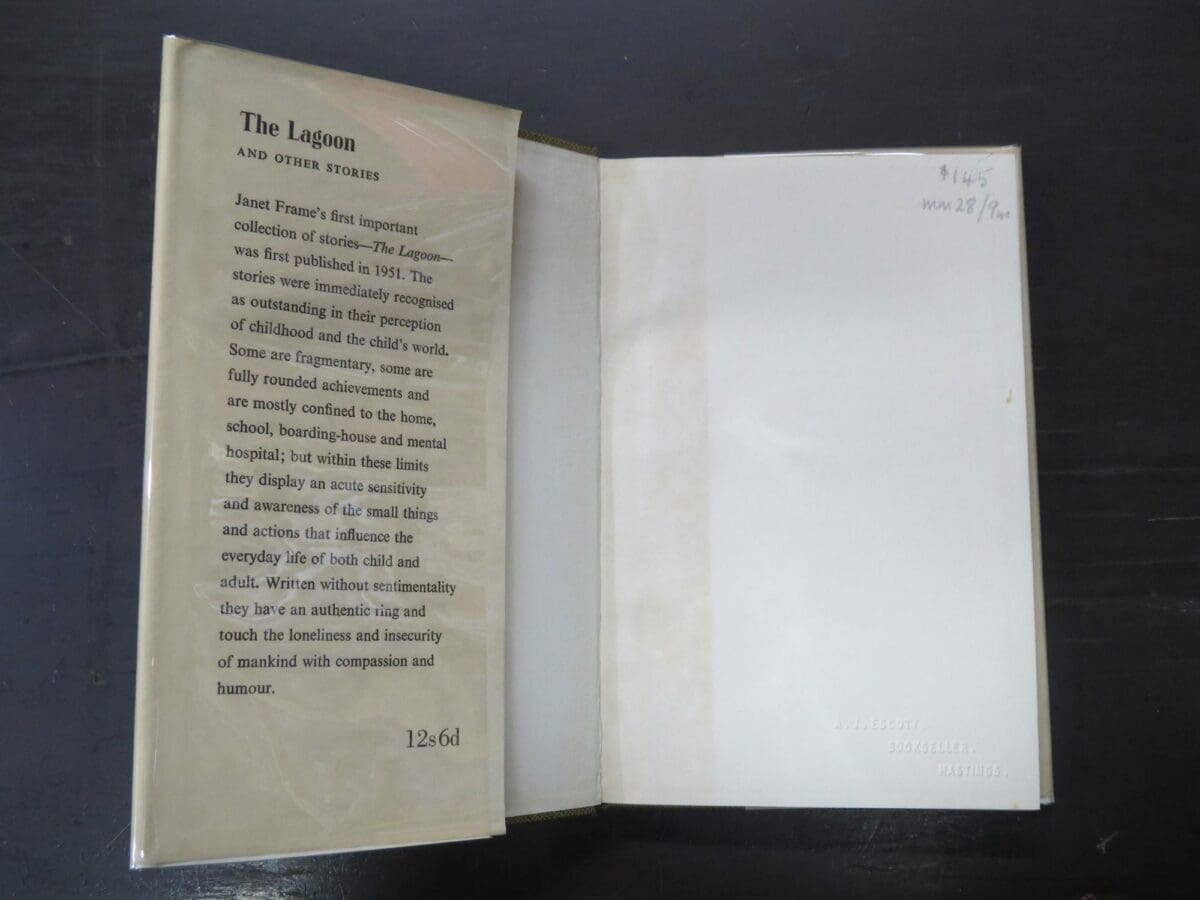 The Lagoon
AND OTHER STORIES
Janet Frame's first important
collection of stories—The Lagoon—
was first published in 1951. The
stories were immediately recognised
as outstanding in their perception
of childhood and the child's world.
Some are fragmentary, some are
fully rounded achievements and
are mostly confined to the home,
school, boarding-house and mental
hospital; but within these limits
they display an acute sensitivity
and awareness of the small things
and actions that influence the
everyday life of both child and
adult. Written without sentimentality
they have an authentic ring and
touch the loneliness and insecurity
of mankind with compassion and
humour.
12s6d
$145
mm28/9
A. J. ESCOTT.
BOOKSELLER.
HASTINGS.